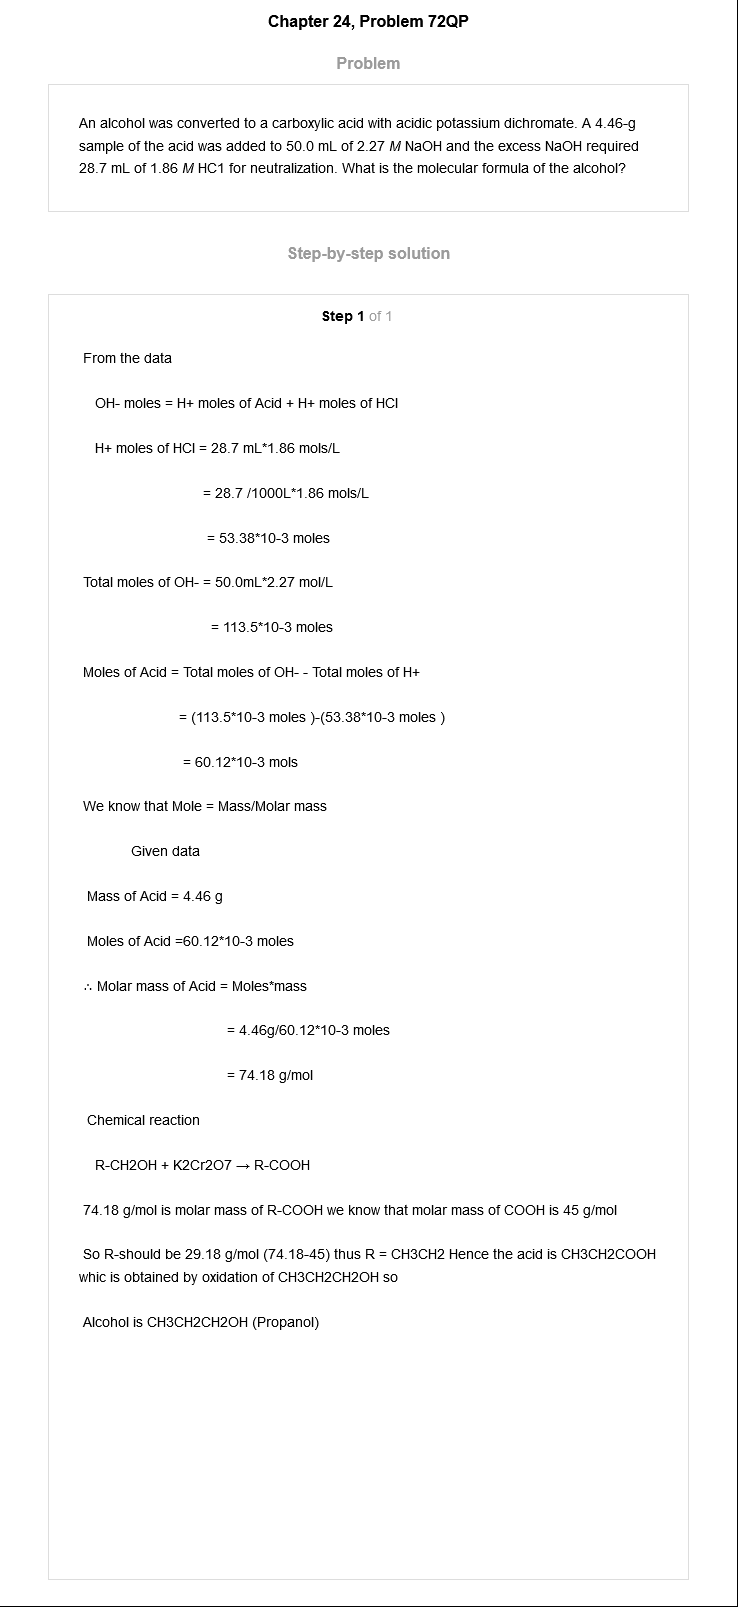 Chapter 24, Problem 72QP
Problem
An alcohol was converted to a carboxylic acid with acidic potassium dichromate. A 4.46-g
sample of the acid was added to 50.0 mL of 2.27 M NaOH and the excess NaOH required
28.7 mL of 1.86 M HC1 for neutralization. What is the molecular formula of the alcohol?
Step-by-step solution
Step 1 of 1
From the data
OH- moles = H+ moles of Acid + H+ moles of HCl
H+ moles of HCl = 28.7 mL*1.86 mols/L
= 28.7 /1000L*1.86 mols/L
= 53.38*10-3 moles
Total moles of OH- = 50.0mL*2.27 mol/L
= 113.5*10-3 moles
Moles of Acid = Total moles of OH- - Total moles of H+
= (113.5*10-3 moles )-(53.38*10-3 moles )
= 60.12*10-3 mols
We know that Mole = Mass/Molar mass
Given data
Mass of Acid = 4.46 g
Moles of Acid =60.12*10-3 moles
∴ Molar mass of Acid = Moles*mass
= 4.46g/60.12*10-3 moles
= 74.18 g/mol
Chemical reaction
R-CH2OH + K2Cr2O7 → R-COOH
74.18 g/mol is molar mass of R-COOH we know that molar mass of COOH is 45 g/mol
So R-should be 29.18 g/mol (74.18-45) thus R = CH3CH2 Hence the acid is CH3CH2COOH
whic is obtained by oxidation of CH3CH2CH2OH so
Alcohol is CH3CH2CH2OH (Propanol)